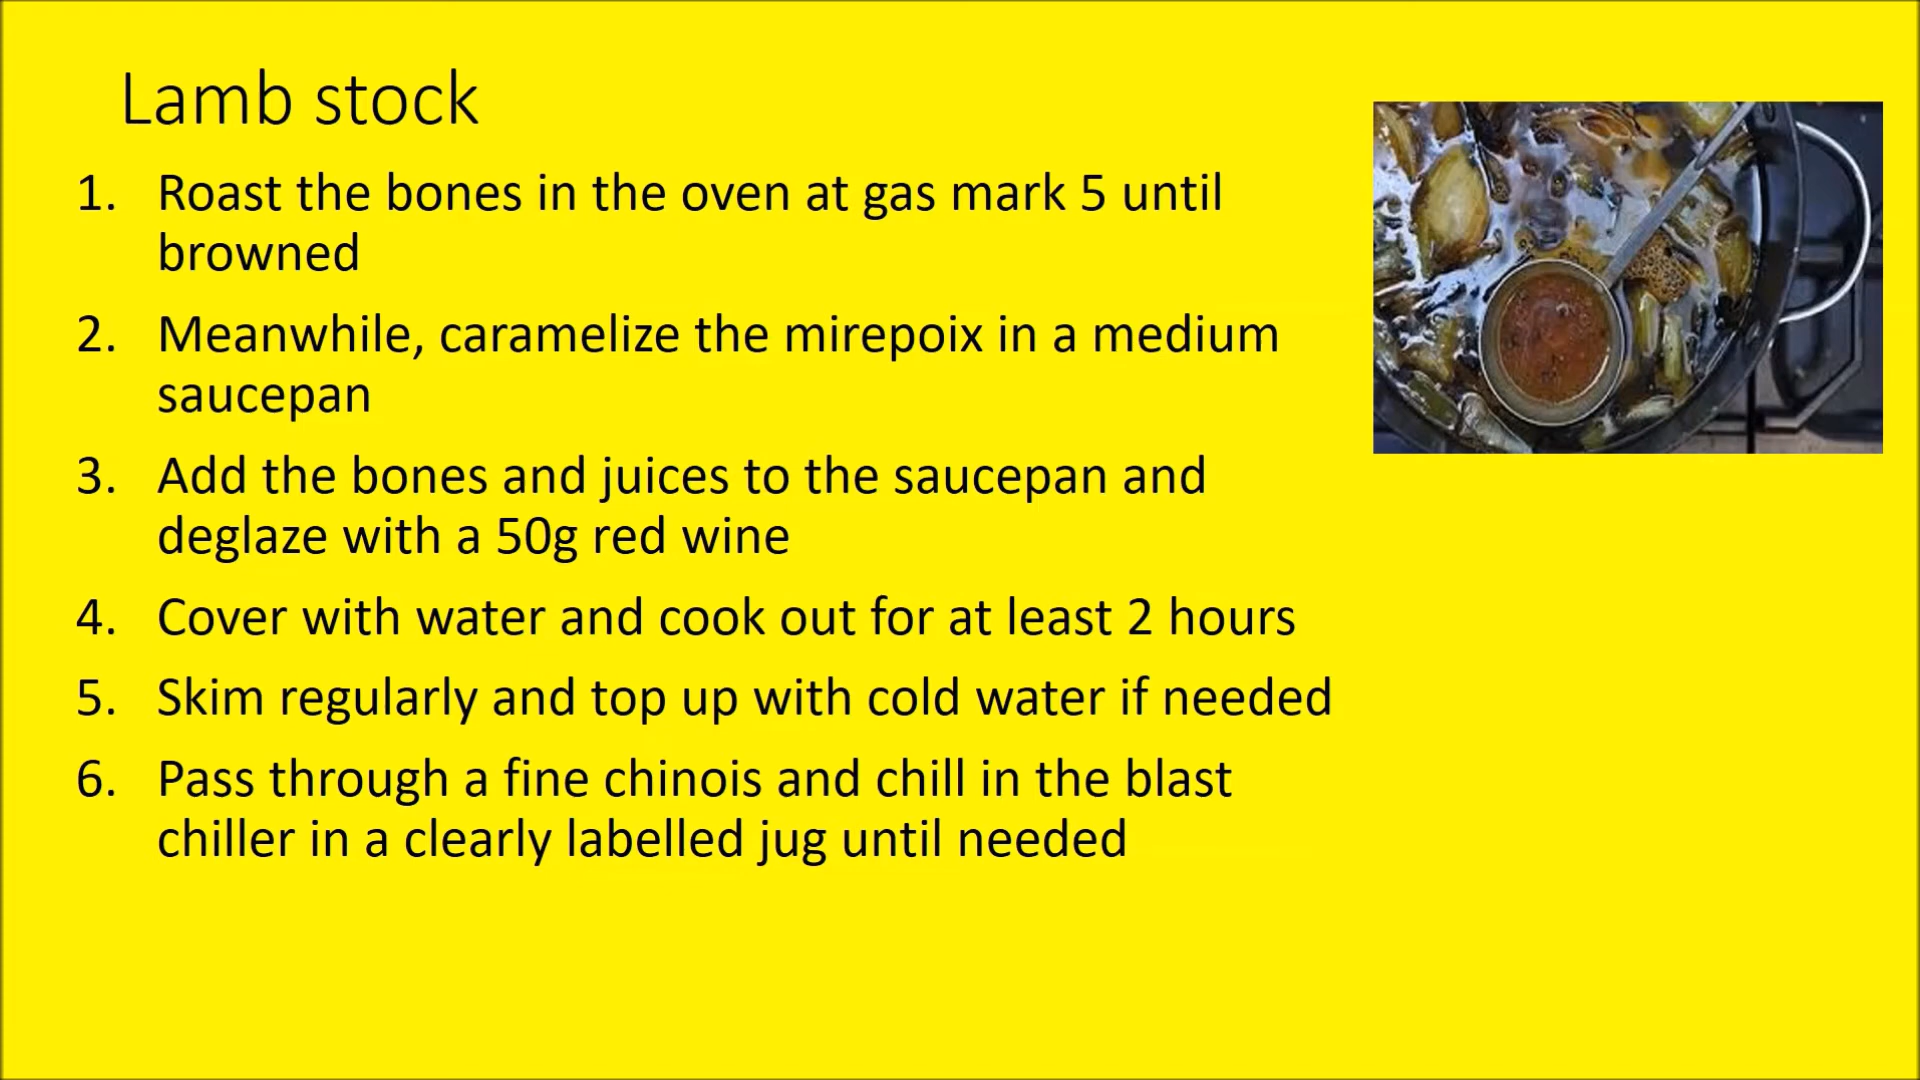 Lamb stock
1. Roast the bones in the oven at gas mark 5 until
browned
2. Meanwhile, caramelize the mirepoix in a medium
saucepan
3. Add the bones and juices to the saucepan and
deglaze with a 50g red wine
4. Cover with water and cook out for at least 2 hours
5. Skim regularly and top up with cold water if needed
6. Pass through a fine chinois and chill in the blast
chiller in a clearly labelled jug until needed